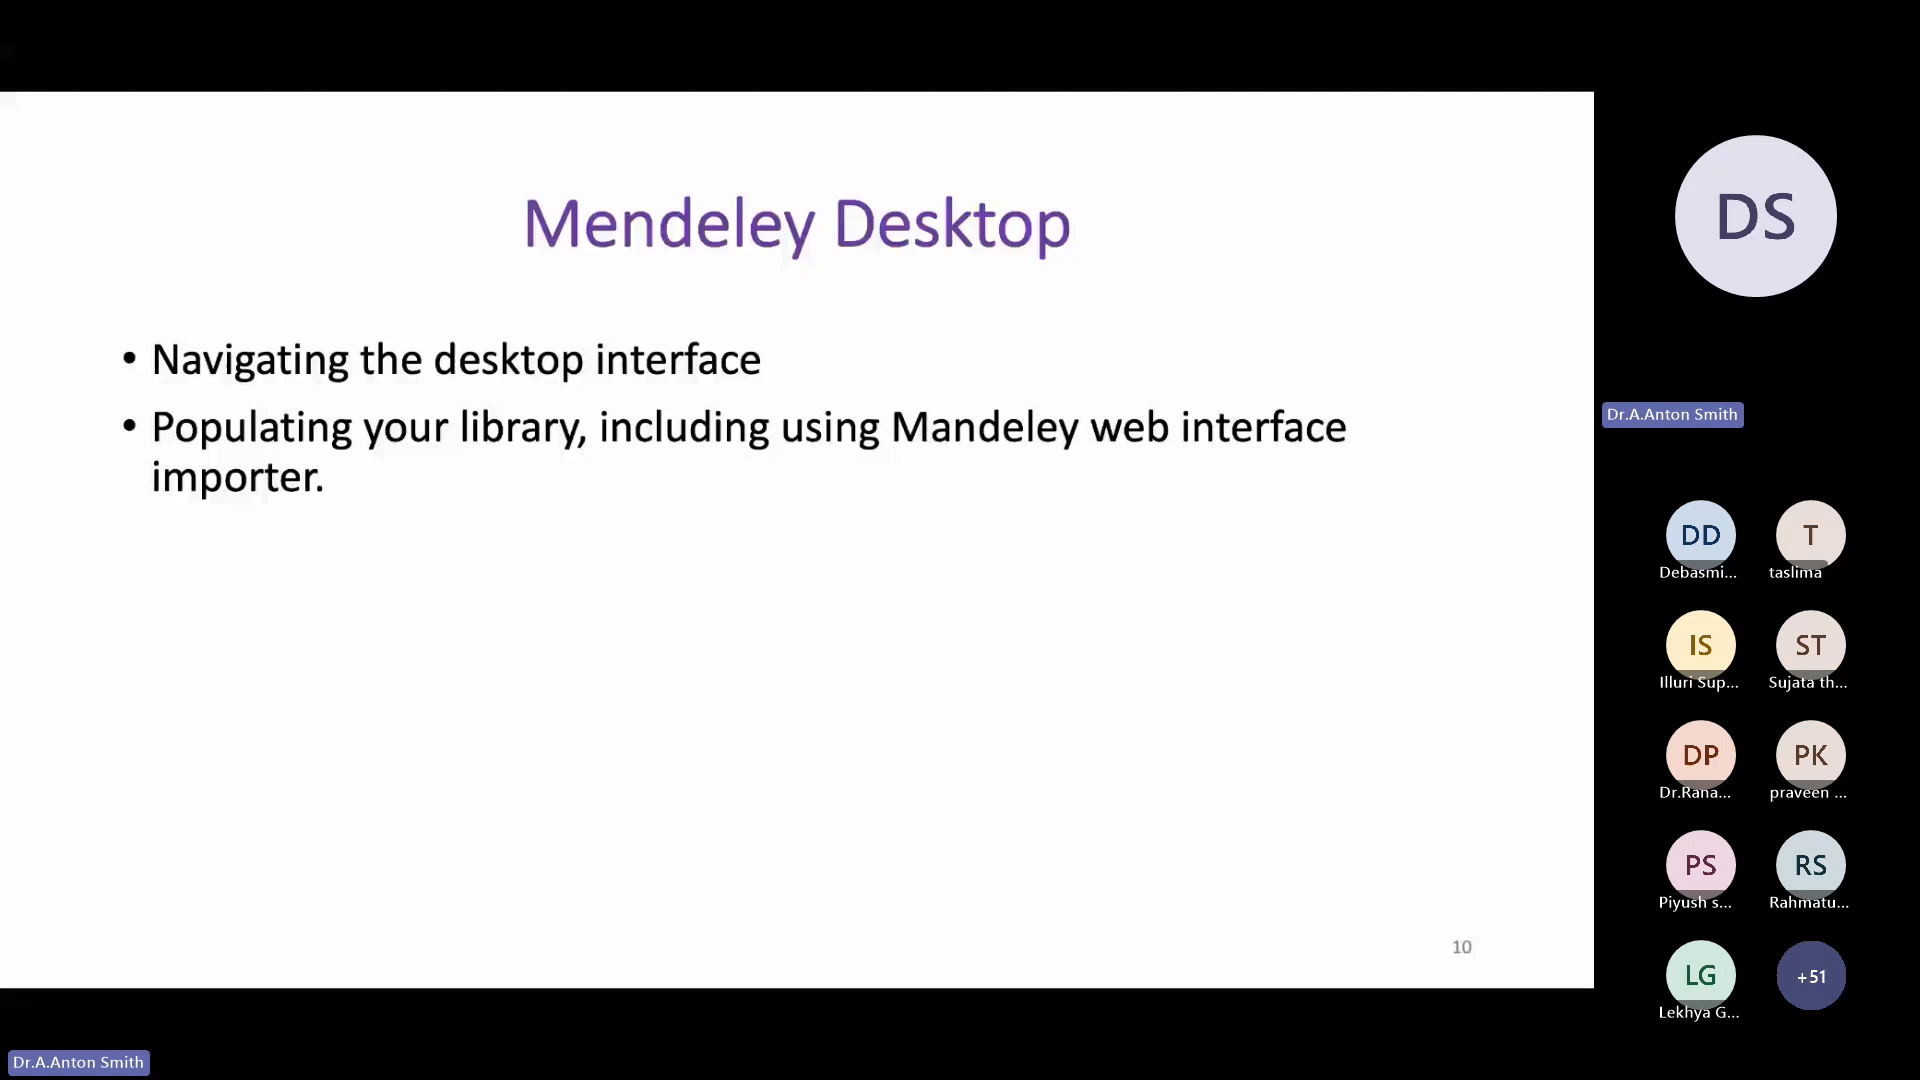 Mendeley Desktop
• Navigating the desktop interface
• Populating your library, including using Mandeley web interface
importer.
10
DS
Dr.A.Anton Smith
DD
Debasmi...
T
taslima
IS
Illuri Sup...
ST
Sujata th...
DP
Dr.Rana...
PK
praveen ...
PS
Piyush s...
RS
Rahmatu...
LG
Lekhya G...
+51
Dr.A.Anton Smith